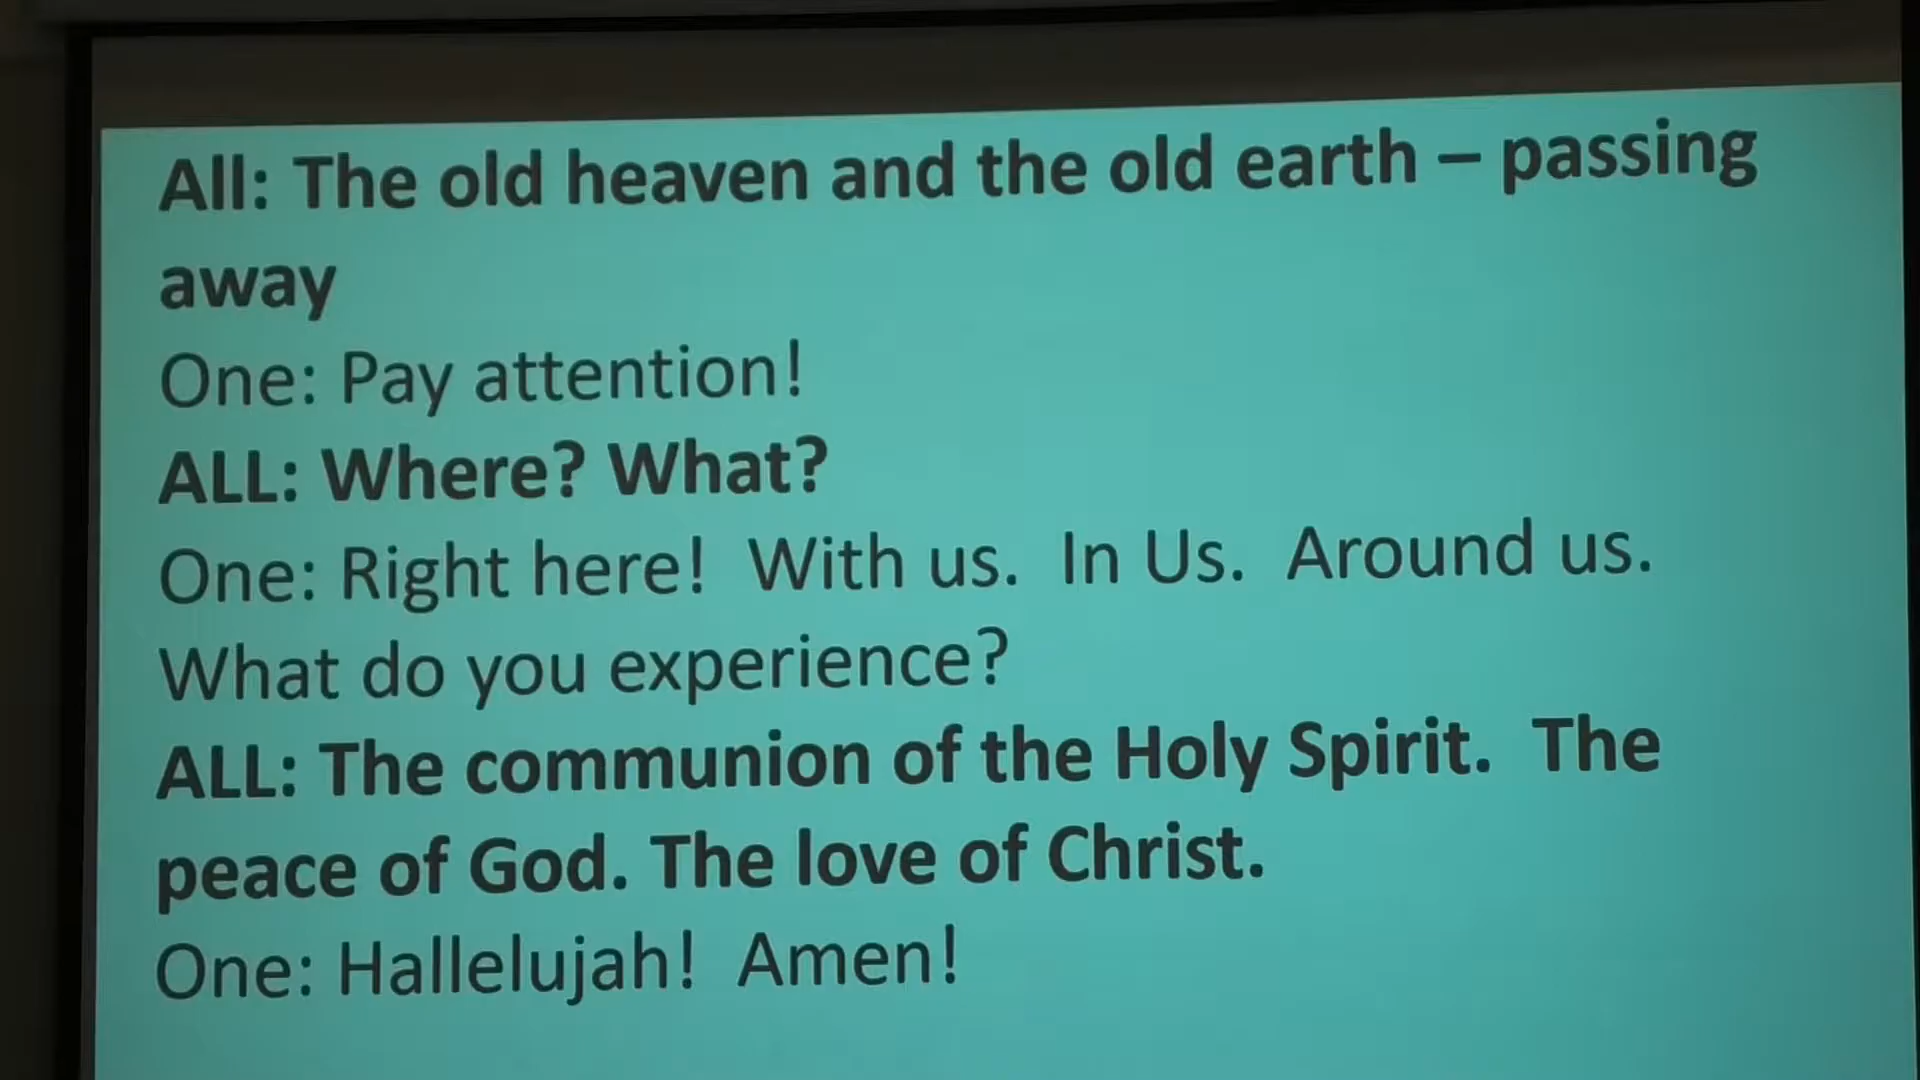 All: The old heaven and the old earth – passing
away
One: Pay attention!
ALL: Where? What?
One: Right here!  With us.  In Us.  Around us.
What do you experience?
ALL: The communion of the Holy Spirit.  The
peace of God. The love of Christ.
One: Hallelujah!  Amen!